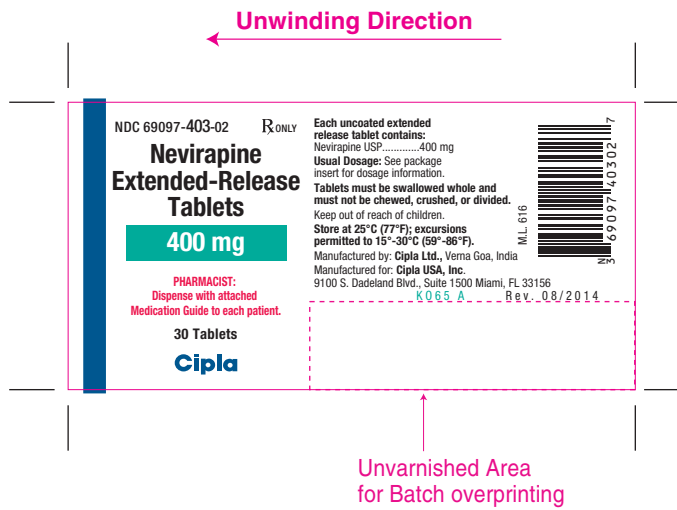 Unwinding Direction
NDC 69097-403-02
Rx ONLY
Nevirapine
Extended-Release
Tablets
400 mg
PHARMACIST:
Dispense with attached
Medication Guide to each patient.
30 Tablets
Cipla
Each uncoated extended
release tablet contains:
Nevirapine USP.............400 mg
Usual Dosage: See package
insert for dosage information.
Tablets must be swallowed whole and
must not be chewed, crushed, or divided.
Keep out of reach of children.
Store at 25°C (77°F); excursions
permitted to 15°-30°C (59°-86°F).
Manufactured by: Cipla Ltd., Verna Goa, India
Manufactured for: Cipla USA, Inc.
9100 S. Dadeland Blvd., Suite 1500 Miami, FL 33156
K065 A Rev. 08/2014
M.L. 616
N 3 69097 40302 7
Unvarnished Area
for Batch overprinting